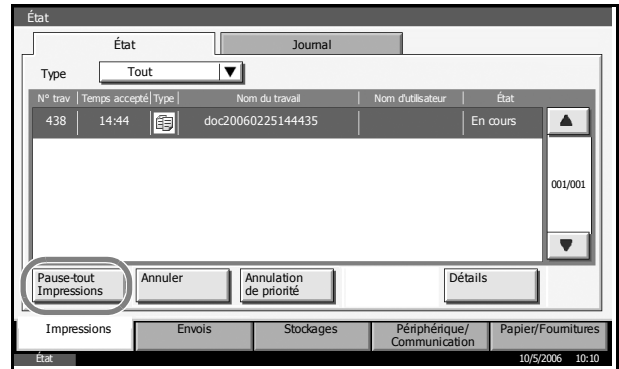 État
État Journal
Type Tout
N° trav Temps accepté Type Nom du travail Nom d'utilisateur État
438 14:44 doc20060225144435 En cours
001/001
Pause-tout Impressions Annuler Annulation de priorité Détails
Impressions Envois Stockages Périphérique/ Communication Papier/Fournitures
État 10/5/2006 10:10